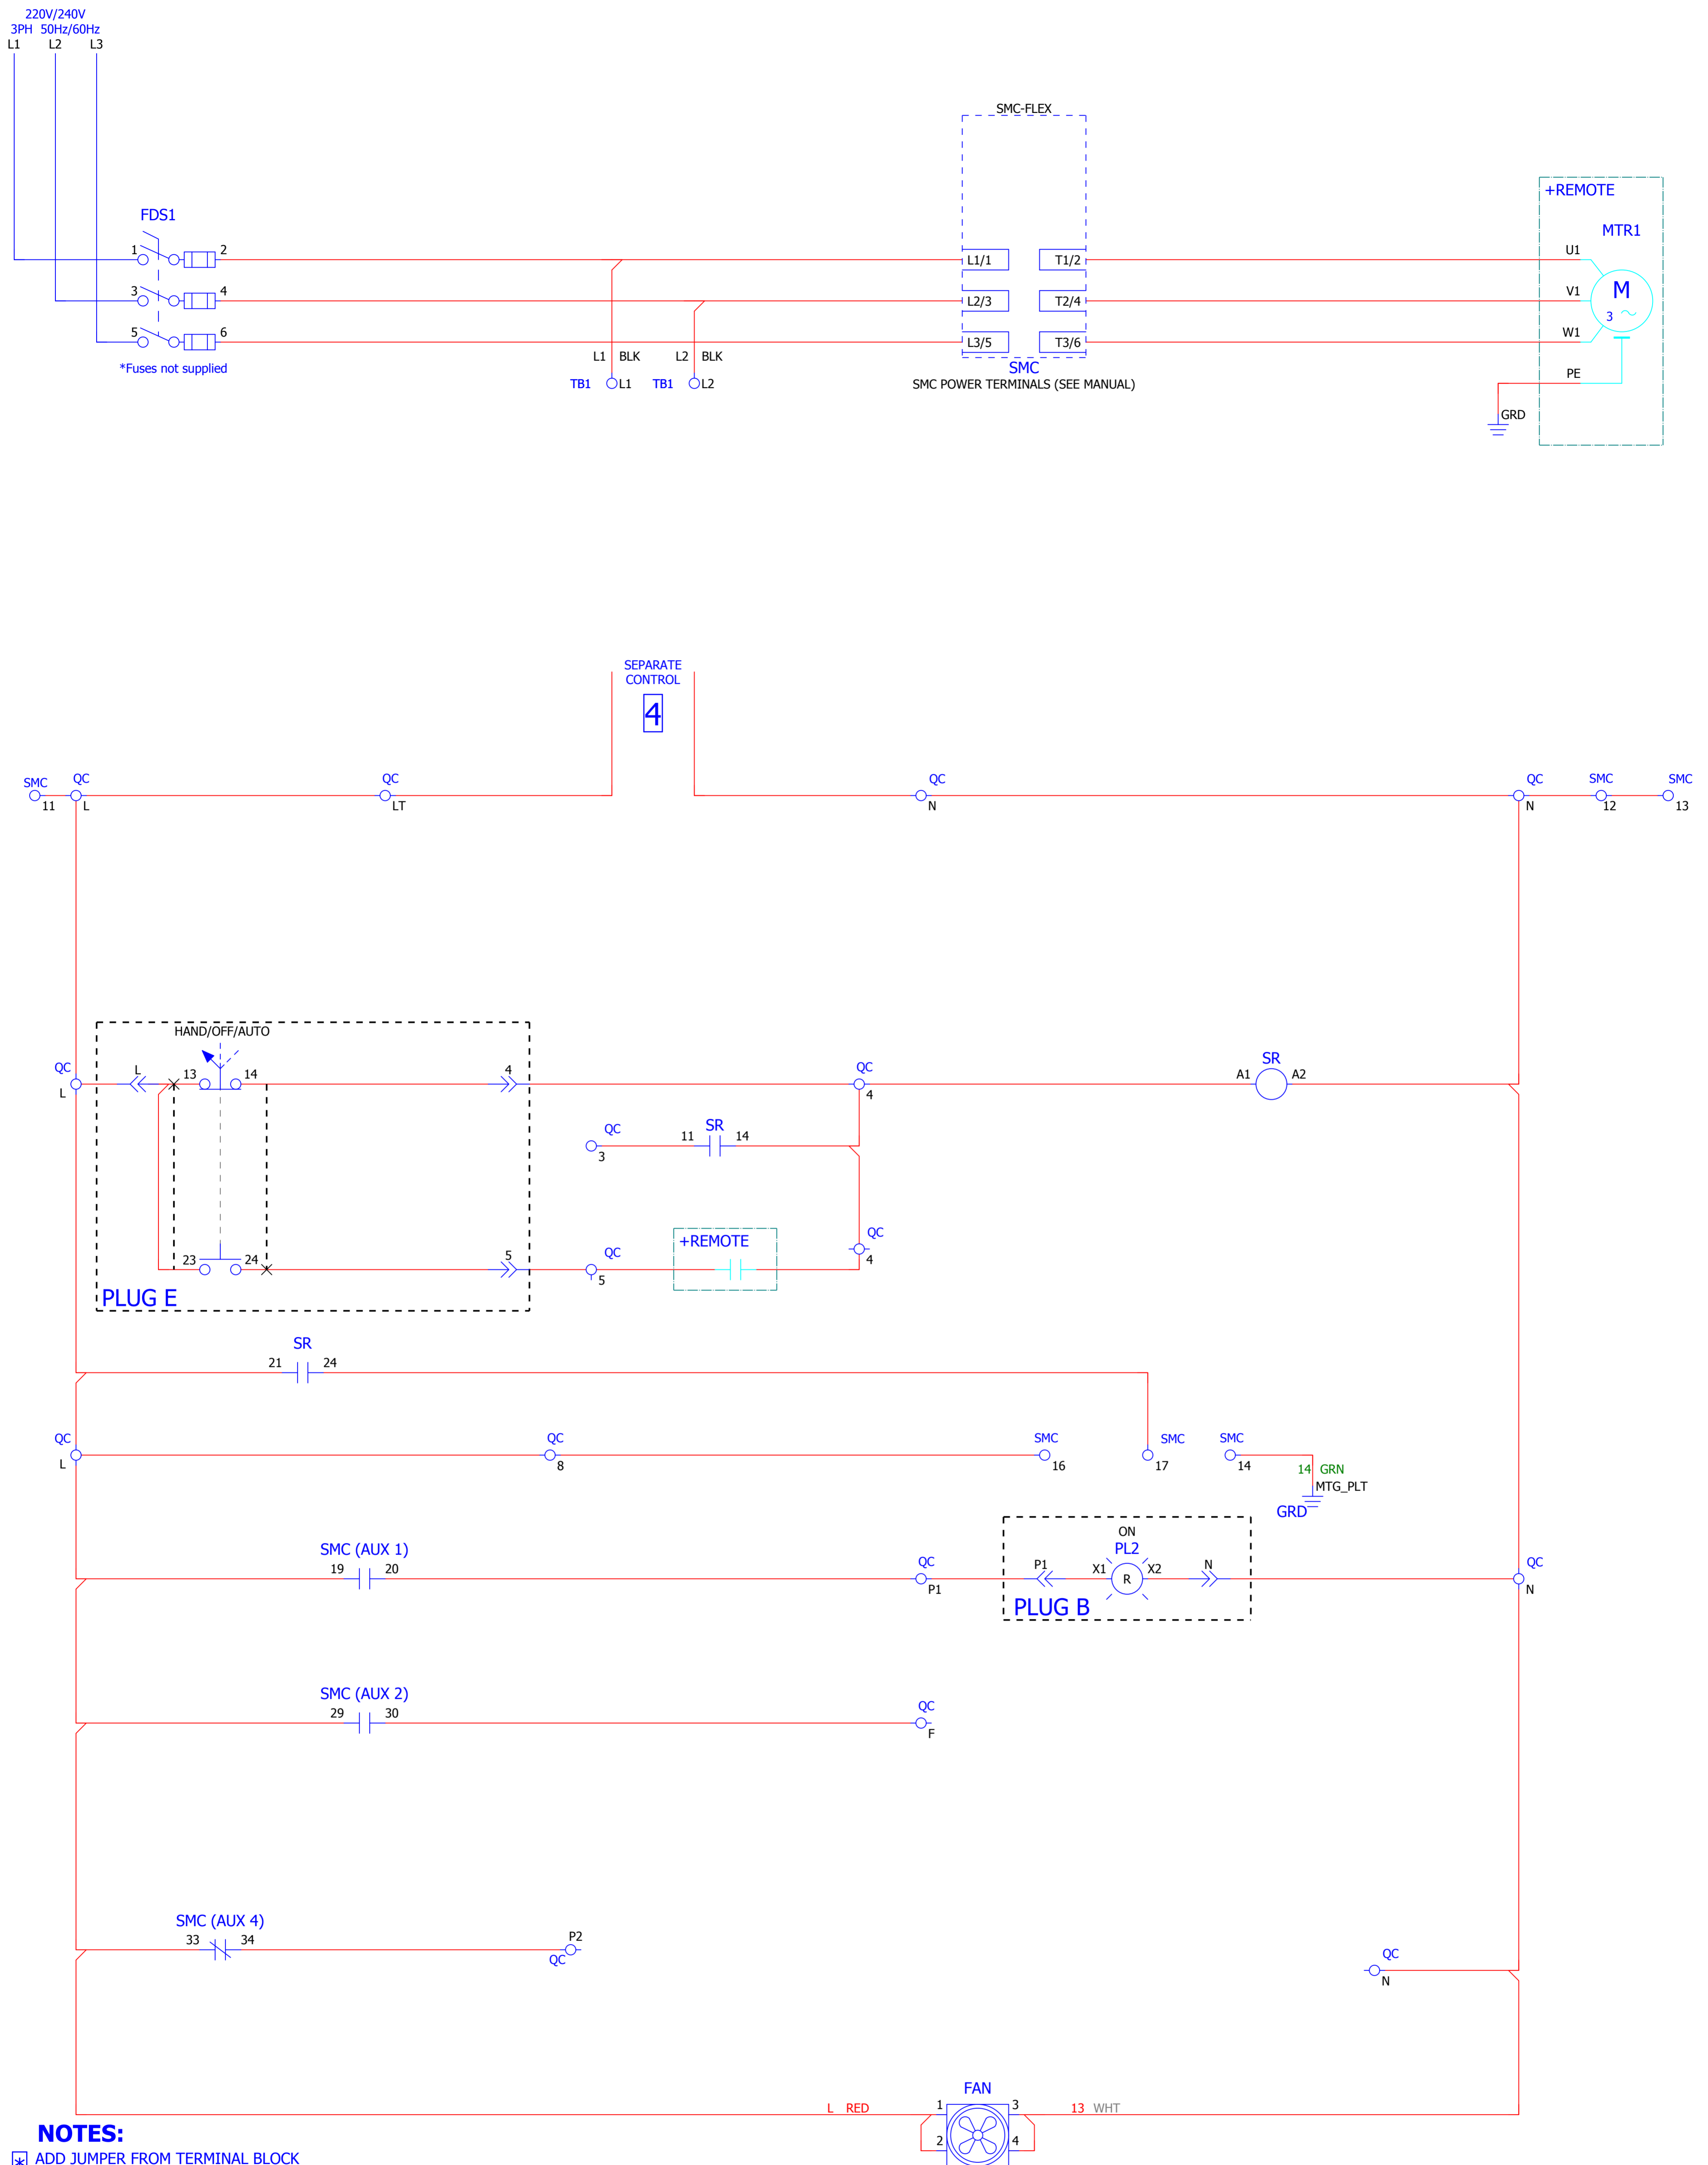 220V/240V
3PH 50Hz/60Hz
L1 L2 L3
SMC-FLEX
+REMOTE
MTR1
FDS1
1 2
L1/1 T1/2
U1
3 4
L2/3 T2/4
V1
M
3
5 6
L3/5 T3/6
W1
*Fuses not supplied
L1 BLK L2 BLK
TB1 L1 TB1 L2
SMC
SMC POWER TERMINALS (SEE MANUAL)
PE
GRD
SEPARATE
CONTROL
4
SMC QC QC QC QC SMC SMC
11 L LT N N 12 13
HAND/OFF/AUTO
QC L 13 14 4 QC A1 SR A2
L 4
QC 11 SR 14
3
+REMOTE
QC
4
23 24 5 QC
5
PLUG E
SR
21 24
QC QC SMC SMC SMC
L 8 16 17 14
14 GRN
MTG_PLT
GRD
ON
PL2
SMC (AUX 1)
19 20 QC P1 X1 R X2 N QC
P1 N
PLUG B
SMC (AUX 2)
29 30 QC
F
SMC (AUX 4)
33 34 P2
QC
QC
N
FAN
L RED 1 3 13 WHT
2 4
NOTES:
* ADD JUMPER FROM TERMINAL BLOCK